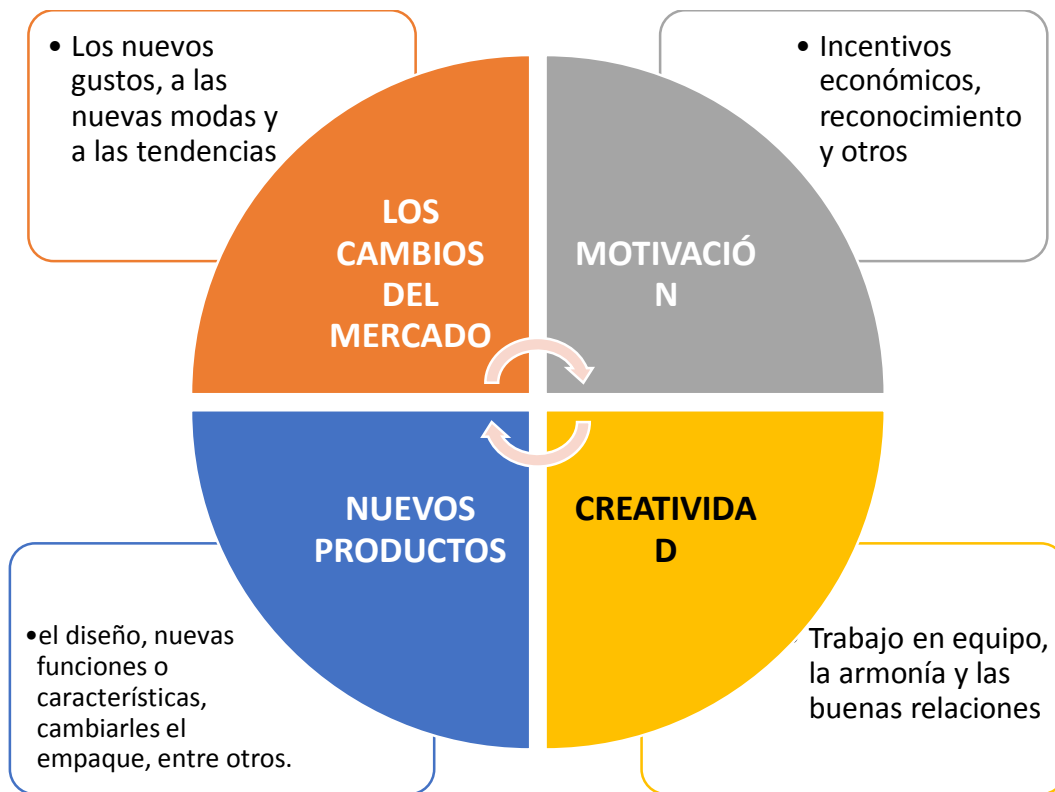 • Los nuevos
gustos, a las
nuevas modas y
a las tendencias
• Incentivos
económicos,
reconocimiento
y otros
LOS
CAMBIOS
DEL
MERCADO
MOTIVACIÓ
N
NUEVOS
PRODUCTOS
CREATIVIDA
D
•el diseño, nuevas
funciones o
características,
cambiarles el
empaque, entre otros.
Trabajo en equipo,
la armonía y las
buenas relaciones